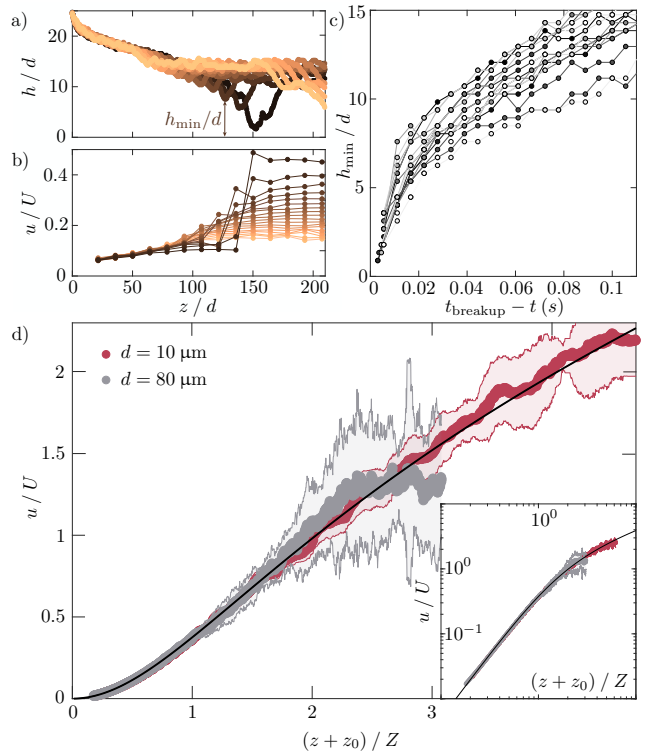 a)
h / d
20
10
0
h_min/d
b)
u / U
0.4
0.2
0
0
50
100
150
200
z / d
c)
h_min / d
15
10
5
0
0.02
0.04
0.06
0.08
0.1
t_breakup − t (s)
d)
d = 10 μm
d = 80 μm
u / U
2
1.5
1
0.5
0
0
1
2
3
(z + z_0) / Z
10^0
u / U
10^0
10^-1
(z + z_0) / Z